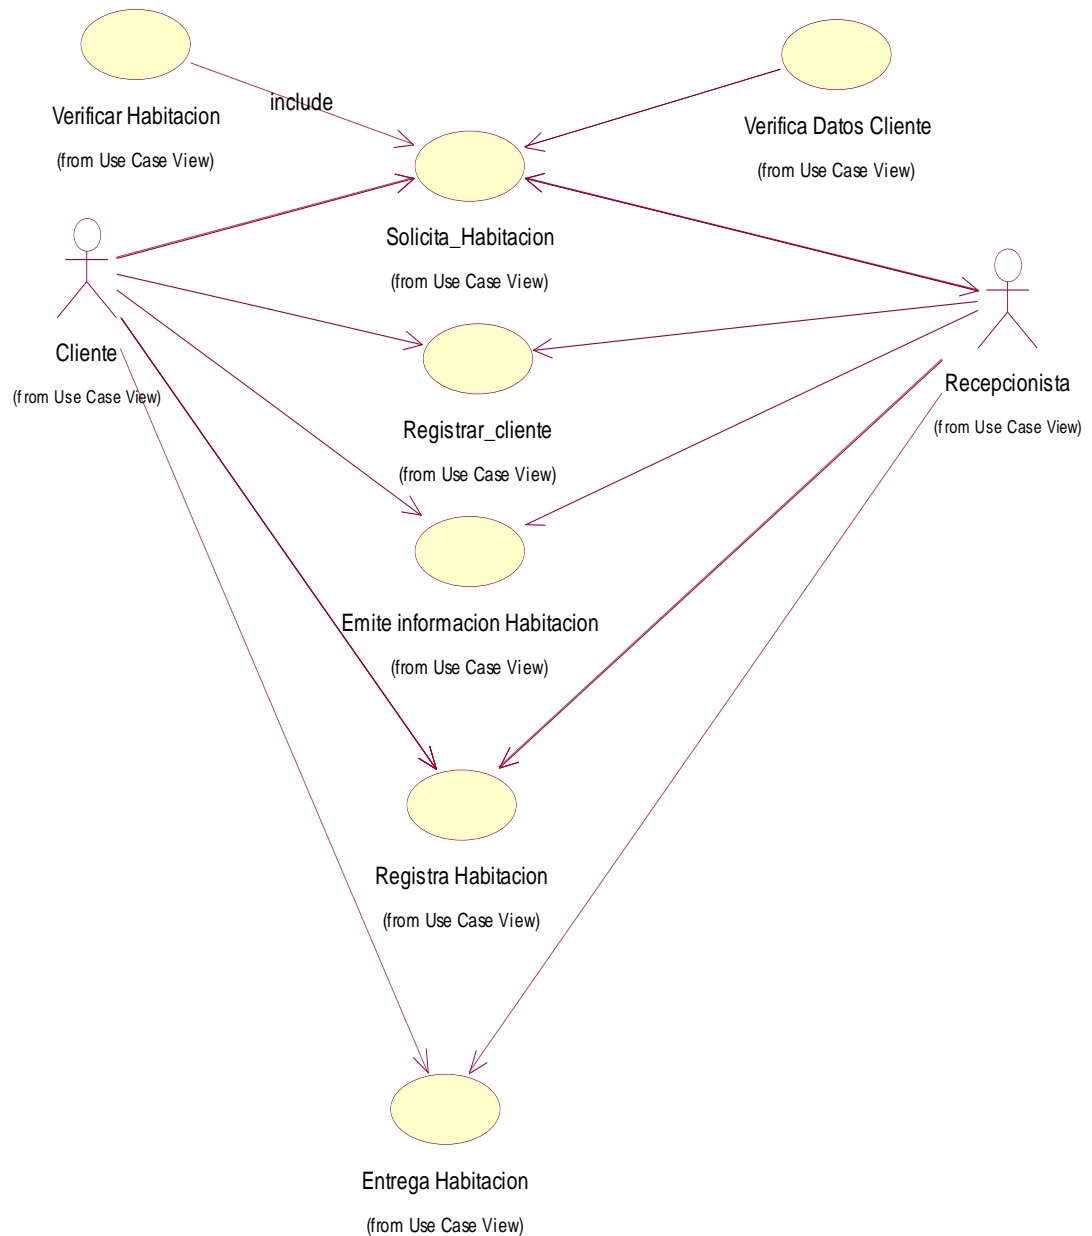 include
Verificar Habitacion
(from Use Case View)
Verifica Datos Cliente
(from Use Case View)
Solicita_Habitacion
(from Use Case View)
Cliente
(from Use Case View)
Recepcionista
(from Use Case View)
Registrar_cliente
(from Use Case View)
Emite informacion Habitacion
(from Use Case View)
Registra Habitacion
(from Use Case View)
Entrega Habitacion
(from Use Case View)